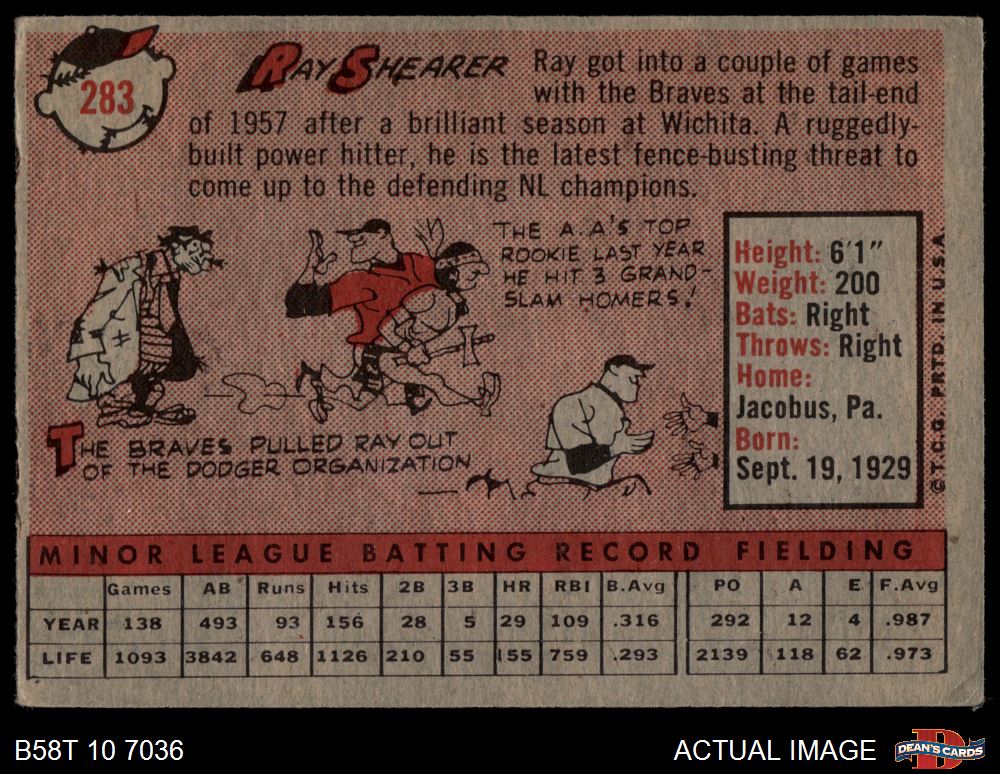 283
RAY SHEARER
Ray got into a couple of games
with the Braves at the tail-end
of 1957 after a brilliant season at Wichita. A ruggedly-
built power hitter, he is the latest fence-busting threat to
come up to the defending NL champions.
THE A.A'S TOP
ROOKIE LAST YEAR
HE HIT 3 GRAND-
SLAM HOMERS!
THE BRAVES PULLED RAY OUT
OF THE DODGER ORGANIZATION
Height: 6'1"
Weight: 200
Bats: Right
Throws: Right
Home:
Jacobus, Pa.
Born:
Sept. 19, 1929
© T.C.G. PRTD. IN U.S.A.
MINOR LEAGUE BATTING RECORD FIELDING
Games AB Runs Hits 2B 3B HR RBI B.Avg PO A E F.Avg
YEAR 138 493 93 156 28 5 29 109 .316 292 12 4 .987
LIFE 1093 3842 648 1126 210 55 155 759 .293 2139 118 62 .973
B58T 10 7036
ACTUAL IMAGE
DEAN'S CARDS